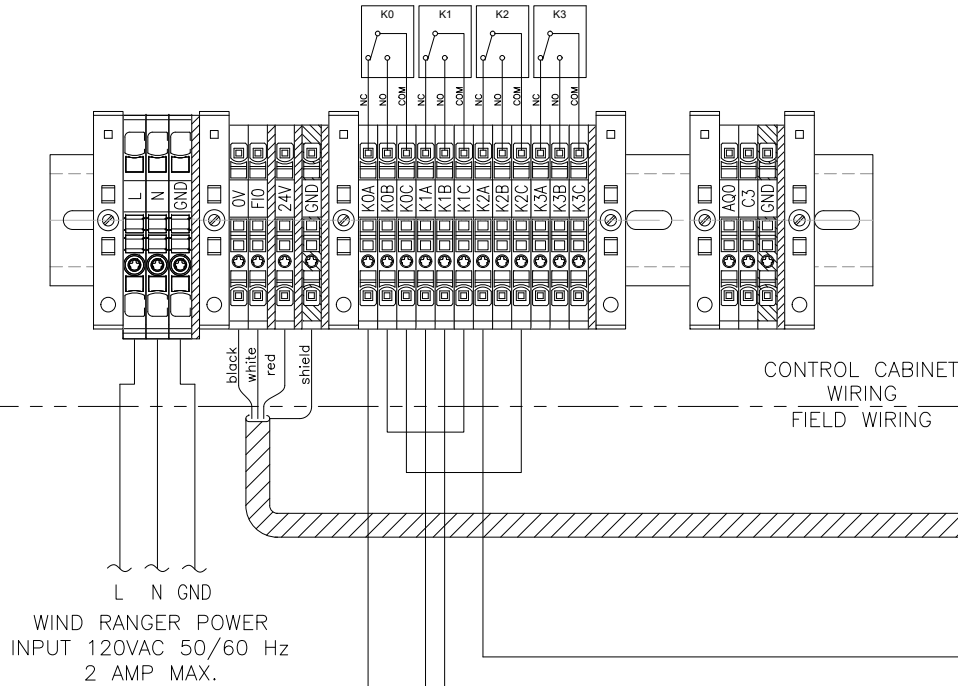 K0 K1 K2 K3
NC NO COM NC NO COM NC NO COM NC NO COM
L N GND 0V FI0 24V GND K0A K0B K0C K1A K1B K1C K2A K2B K2C K3A K3B K3C AQ0 C3 GND
black white red shield
CONTROL CABINET
WIRING
FIELD WIRING
L N GND
WIND RANGER POWER
INPUT 120VAC 50/60 Hz
2 AMP MAX.